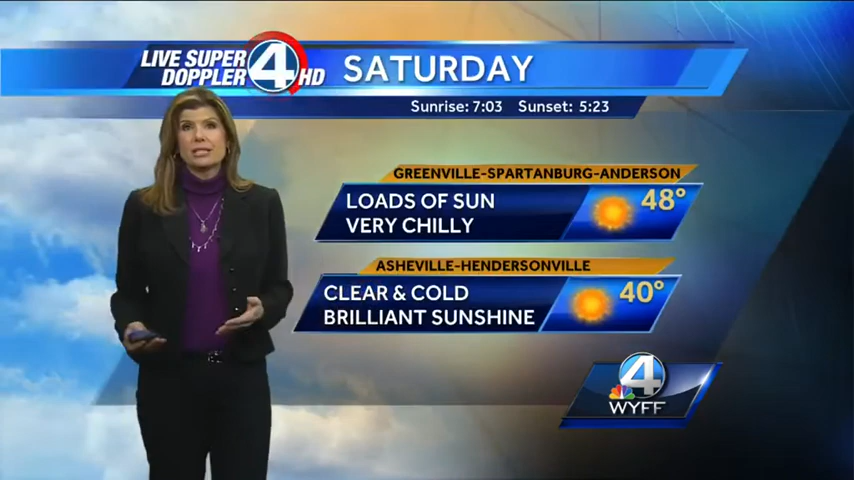 LIVE SUPER
DOPPLER 4 HD
SATURDAY
Sunrise: 7:03 Sunset: 5:23
GREENVILLE-SPARTANBURG-ANDERSON
LOADS OF SUN
VERY CHILLY
48°
ASHEVILLE-HENDERSONVILLE
CLEAR & COLD
BRILLIANT SUNSHINE
40°
4
WYFF